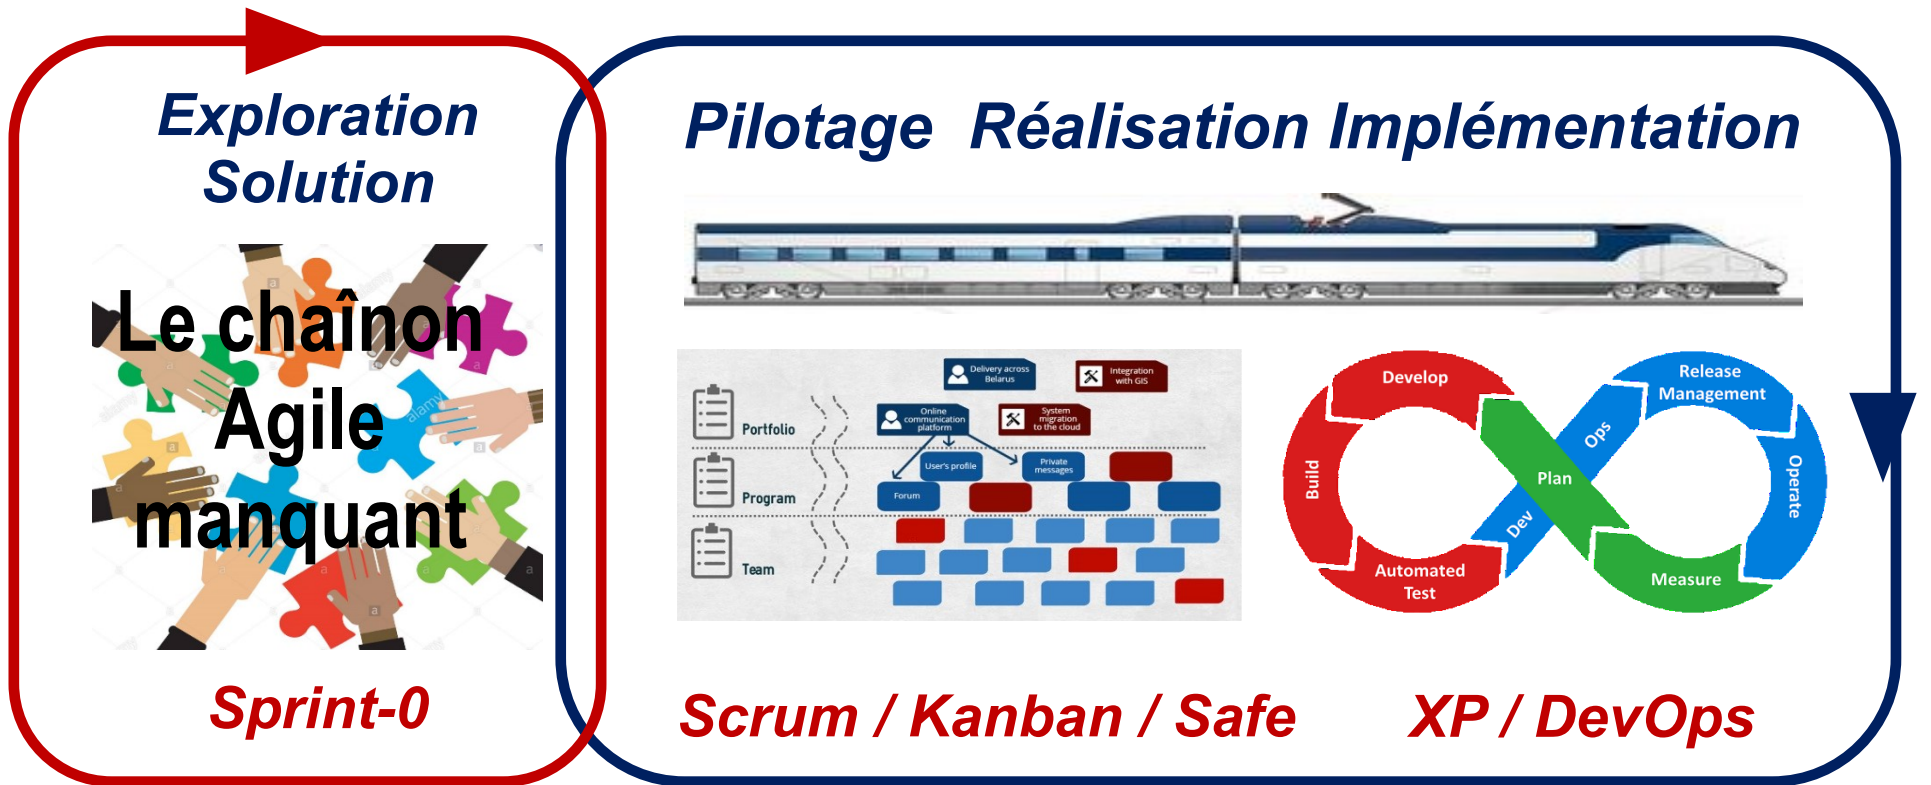 Exploration
Solution
Le chaînon
Agile
manquant
Sprint-0
Pilotage Réalisation Implémentation
Delivery across
Belarus
Integration
with GIS
Online
communication
platform
System
migration
to the cloud
Portfolio
User's profile
Private
messages
Program
Forum
Team
Develop
Release
Management
Build
Plan
Ops
Dev
Operate
Automated
Test
Measure
Scrum / Kanban / Safe
XP / DevOps
alamy